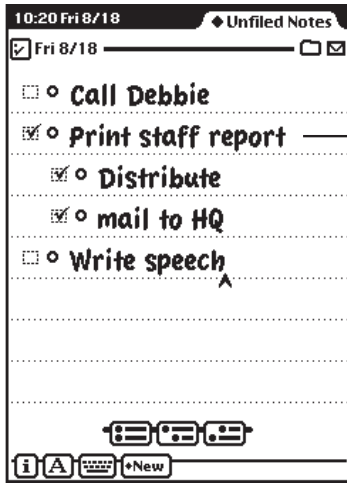 10:20 Fri 8/18 ◆Unfiled Notes
Fri 8/18
Call Debbie
Print staff report
Distribute
mail to HQ
Write speech
i A •New